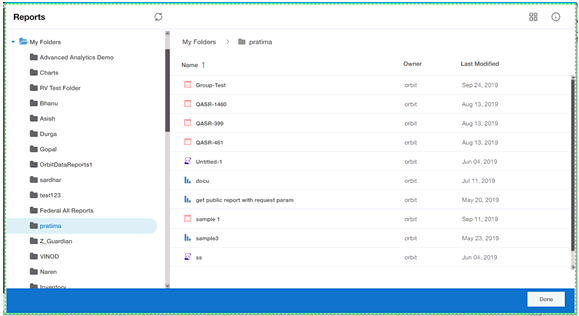 Reports
My Folders
Advanced Analytics Demo
Charts
RV Test Folder
Bhanu
Asish
Durga
Gopal
OrbitDataReports1
sardhar
test123
Federal All Reports
pratima
Z_Guardian
VINOD
Naren
Inventory
My Folders > pratima
Name ↑ Owner Last Modified
Group-Test orbit Sep 24, 2019
QASR-1460 orbit Aug 13, 2019
QASR-399 orbit Aug 13, 2019
QASR-461 orbit Aug 13, 2019
Untitled-1 orbit Jun 04, 2019
docu orbit Jul 11, 2019
get public report with request param orbit May 20, 2019
sample 1 orbit Sep 11, 2019
sample3 orbit May 23, 2019
ss orbit Jun 04, 2019
Done